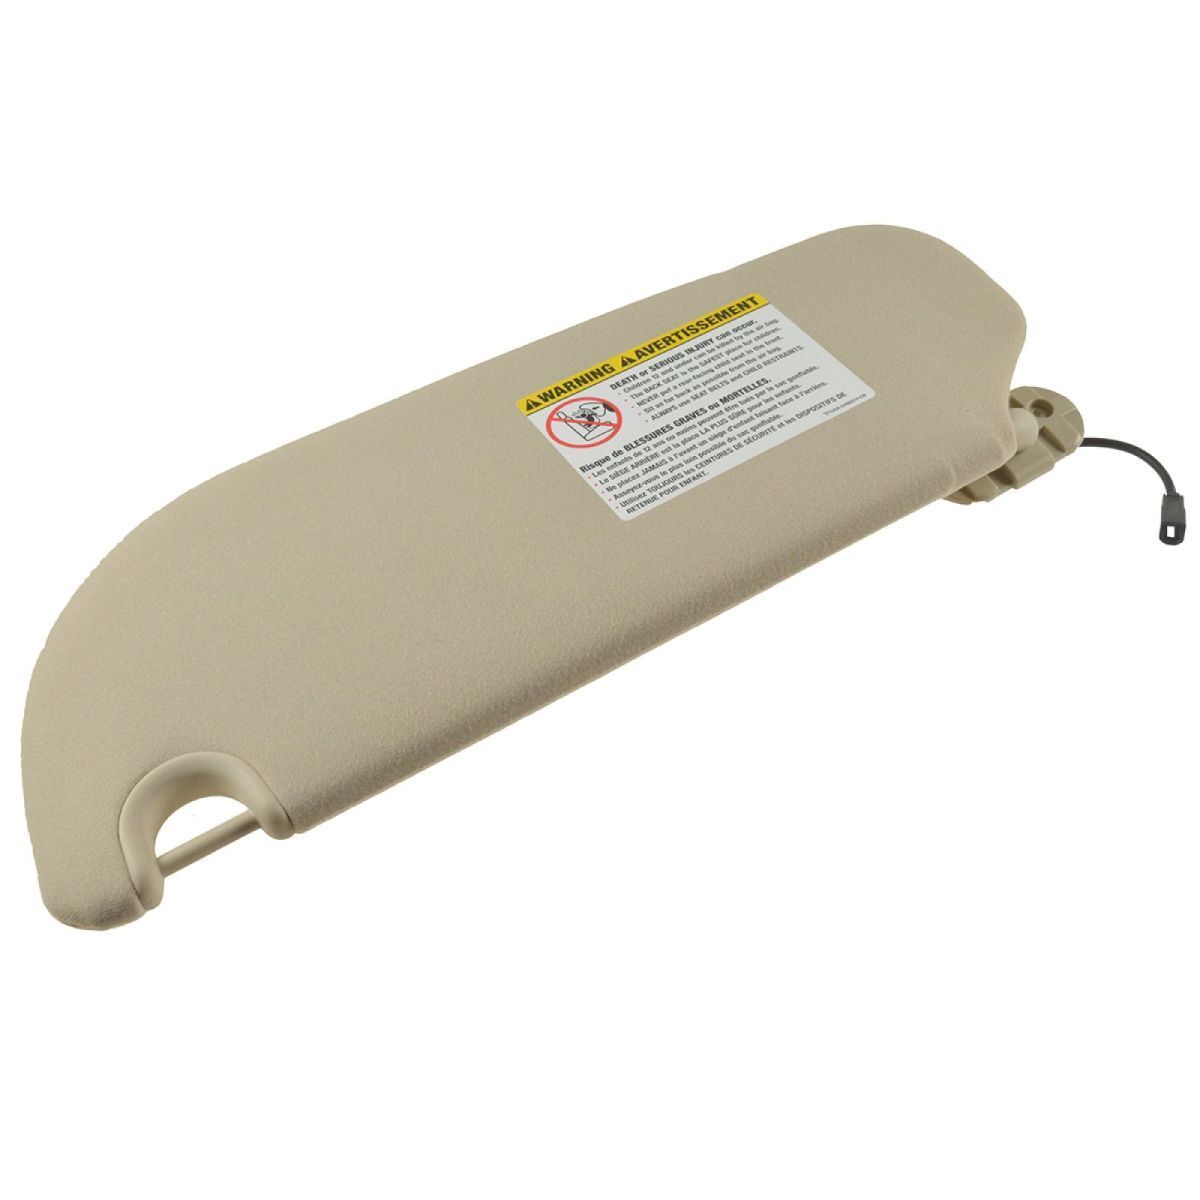 WARNING AVERTISSEMENT
DEATH or SERIOUS INJURY can occur.
Children 12 and under can be killed by the air bag.
• The BACK SEAT is the SAFEST place for children.
• NEVER put a rear-facing child seat in the front.
• Sit as far back as possible from the air bag.
• ALWAYS use SEAT BELTS and CHILD RESTRAINTS.
Risque de BLESSURES GRAVES ou MORTELLES.
• Les enfants de 12 ans ou moins peuvent être tués par le sac gonflable.
• Le SIÈGE ARRIÈRE est la place LA PLUS SÛRE pour les enfants.
• Ne placez JAMAIS à l'avant un siège d'enfant faisant face à l'arrière.
• Asseyez-vous le plus loin possible du sac gonflable.
• Utilisez TOUJOURS les CEINTURES DE SÉCURITÉ et les DISPOSITIFS DE
RETENUE POUR ENFANT.